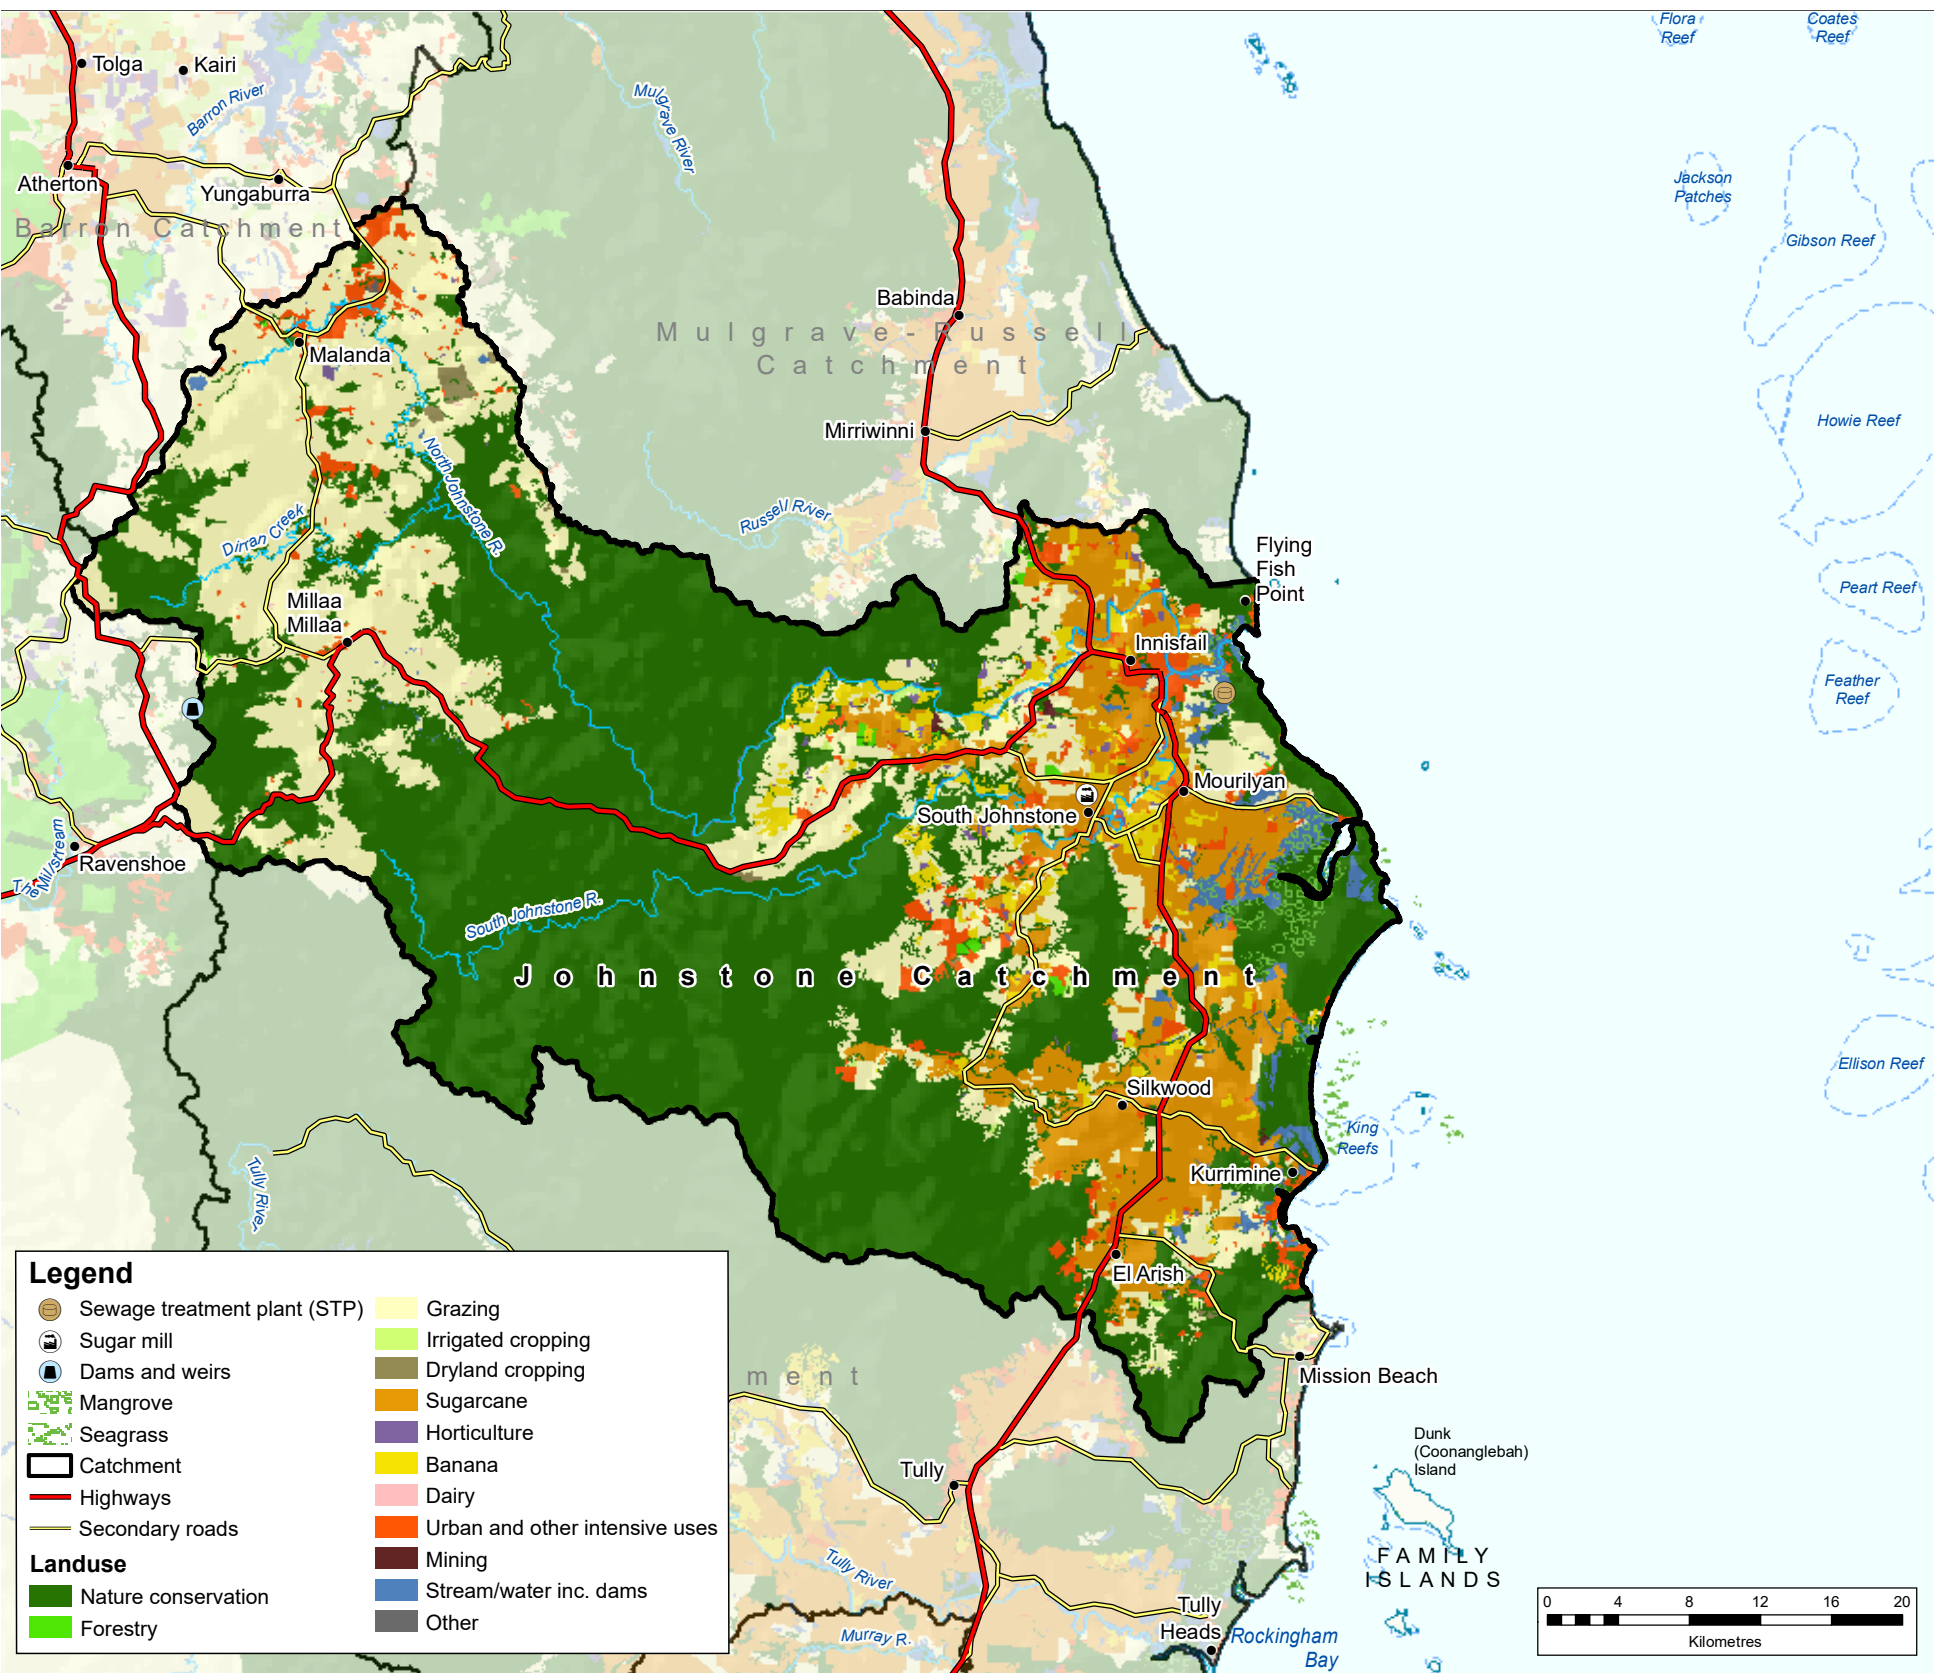 Flora
Reef
Coates
Reef
Tolga
Kairi
Barron River
Mulgrave River
Atherton
Yungaburra
Barron Catchment
Jackson
Patches
Gibson Reef
Babinda
Mulgrave-Russell
Catchment
Malanda
Mirriwinni
Howie Reef
North Johnstone R.
Russell River
Dirran Creek
Flying
Fish
Point
Peart Reef
Millaa
Millaa
Innisfail
Feather
Reef
Mourilyan
South Johnstone
The Millstream
Ravenshoe
South Johnstone R.
Johnstone Catchment
Ellison Reef
Silkwood
King
Reefs
Kurrimine
Tully River
El Arish
Mission Beach
ment
Dunk
(Coonanglebah)
Island
Tully
FAMILY
ISLANDS
Tully River
Tully
Heads
Murray R.
Rockingham
Bay
Legend
Sewage treatment plant (STP)
Sugar mill
Dams and weirs
Mangrove
Seagrass
Catchment
Highways
Secondary roads
Landuse
Nature conservation
Forestry
Grazing
Irrigated cropping
Dryland cropping
Sugarcane
Horticulture
Banana
Dairy
Urban and other intensive uses
Mining
Stream/water inc. dams
Other
0 4 8 12 16 20
Kilometres